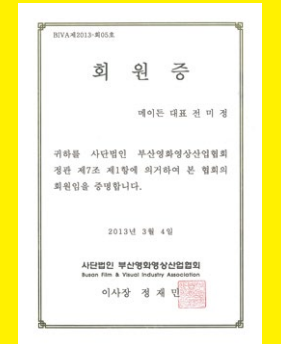 BIVA제2013-회05호
회 원 증
메이든 대표 전 미 정
귀하를 사단법인 부산영화영상산업협회
정관 제7조 제1항에 의거하여 본 협회의
회원임을 증명합니다.
2013년 3월 4일
사단법인 부산영화영상산업협회
Busan Film & Visual Industry Association
이사장 정 재 민